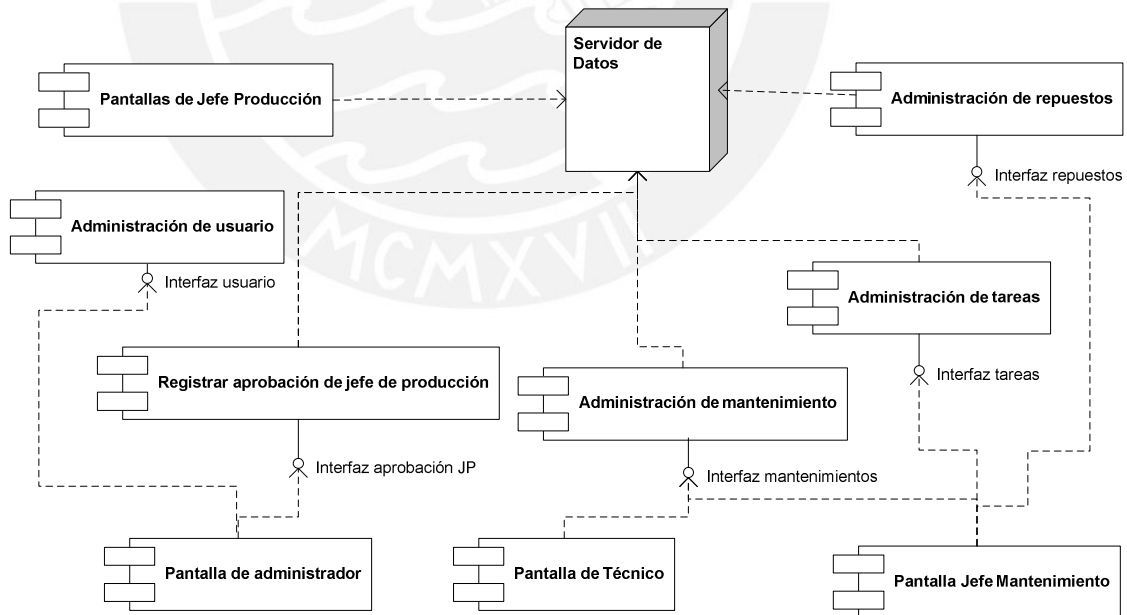 Servidor de
Datos
Pantallas de Jefe Producción
Administración de repuestos
Interfaz repuestos
Administración de usuario
Interfaz usuario
MCMXVII
Administración de tareas
Registrar aprobación de jefe de producción
Interfaz tareas
Administración de mantenimiento
Interfaz aprobación JP
Interfaz mantenimientos
Pantalla de administrador
Pantalla de Técnico
Pantalla Jefe Mantenimiento